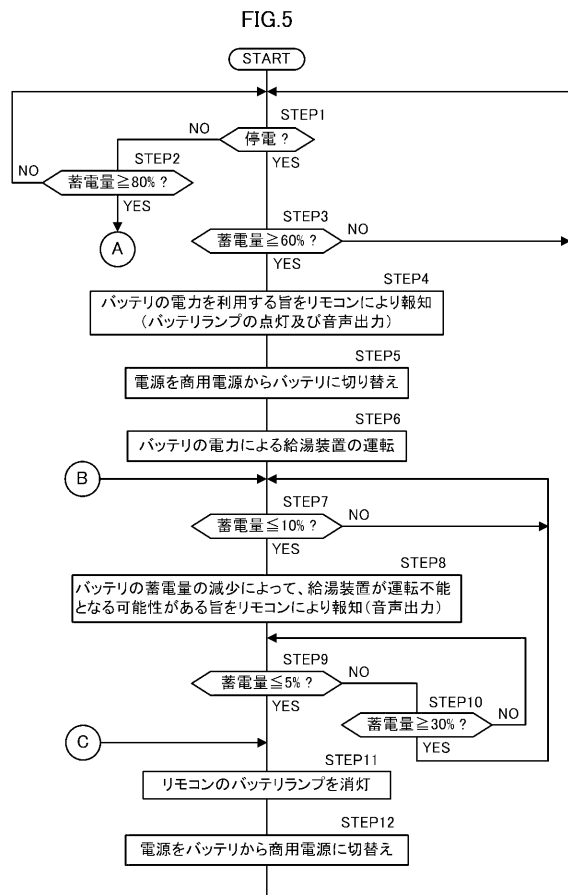 FIG.5
START
STEP1
停電？
NO
YES
STEP2
蓄電量≧80%？
NO
YES
A
STEP3
蓄電量≧60%？
NO
YES
STEP4
バッテリの電力を利用する旨をリモコンにより報知
（バッテリランプの点灯及び音声出力）
STEP5
電源を商用電源からバッテリに切り替え
STEP6
バッテリの電力による給湯装置の運転
B
STEP7
蓄電量≦10%？
NO
YES
STEP8
バッテリの蓄電量の減少によって、給湯装置が運転不能
となる可能性がある旨をリモコンにより報知（音声出力）
STEP9
蓄電量≦5%？
NO
YES
STEP10
蓄電量≧30%？
NO
YES
C
STEP11
リモコンのバッテリランプを消灯
STEP12
電源をバッテリから商用電源に切替え